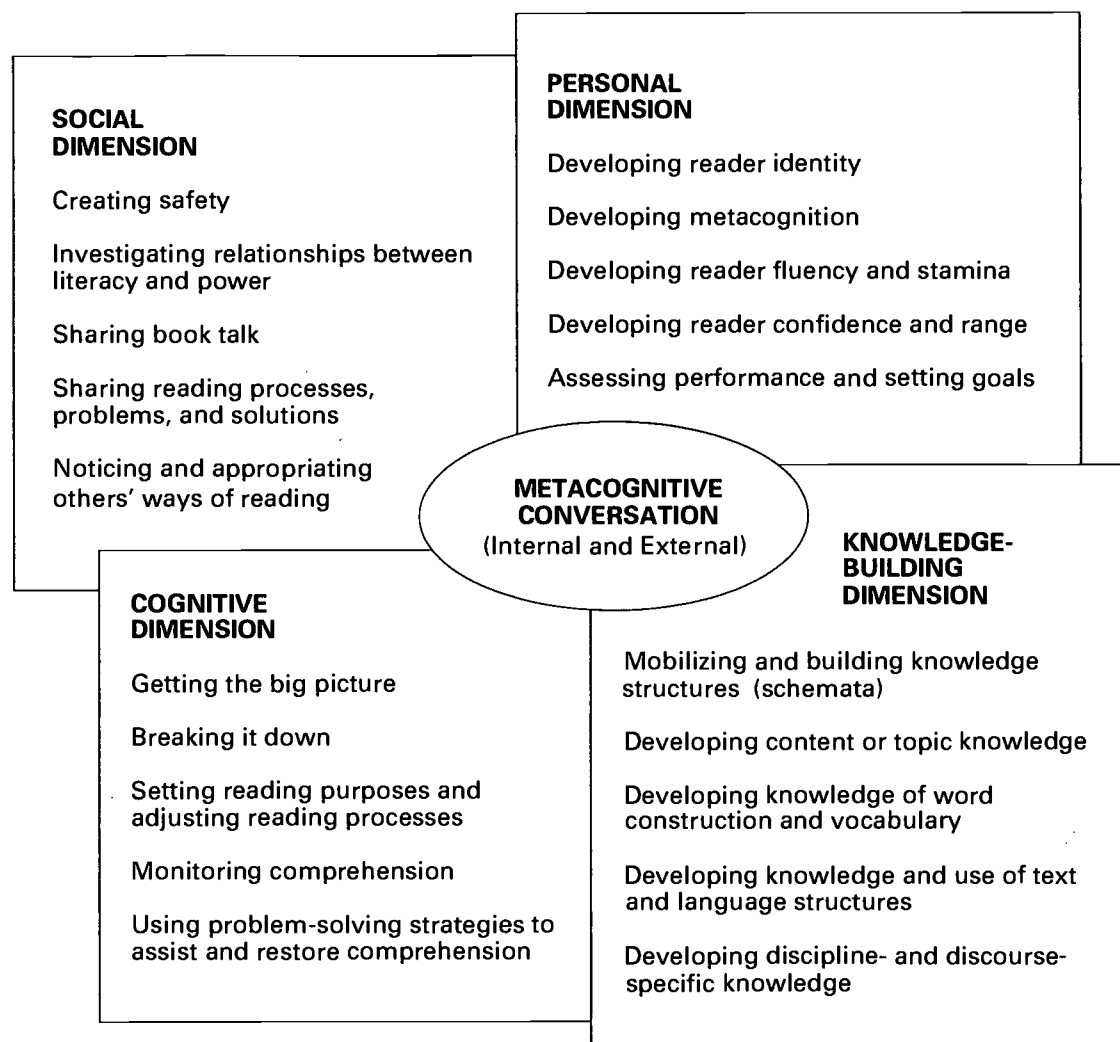 SOCIAL
DIMENSION
Creating safety
Investigating relationships between
literacy and power
Sharing book talk
Sharing reading processes,
problems, and solutions
Noticing and appropriating
others' ways of reading
PERSONAL
DIMENSION
Developing reader identity
Developing metacognition
Developing reader fluency and stamina
Developing reader confidence and range
Assessing performance and setting goals
METACOGNITIVE
CONVERSATION
(Internal and External)
COGNITIVE
DIMENSION
Getting the big picture
Breaking it down
Setting reading purposes and
adjusting reading processes
Monitoring comprehension
Using problem-solving strategies to
assist and restore comprehension
KNOWLEDGE-
BUILDING
DIMENSION
Mobilizing and building knowledge
structures (schemata)
Developing content or topic knowledge
Developing knowledge of word
construction and vocabulary
Developing knowledge and use of text
and language structures
Developing discipline- and discourse-
specific knowledge